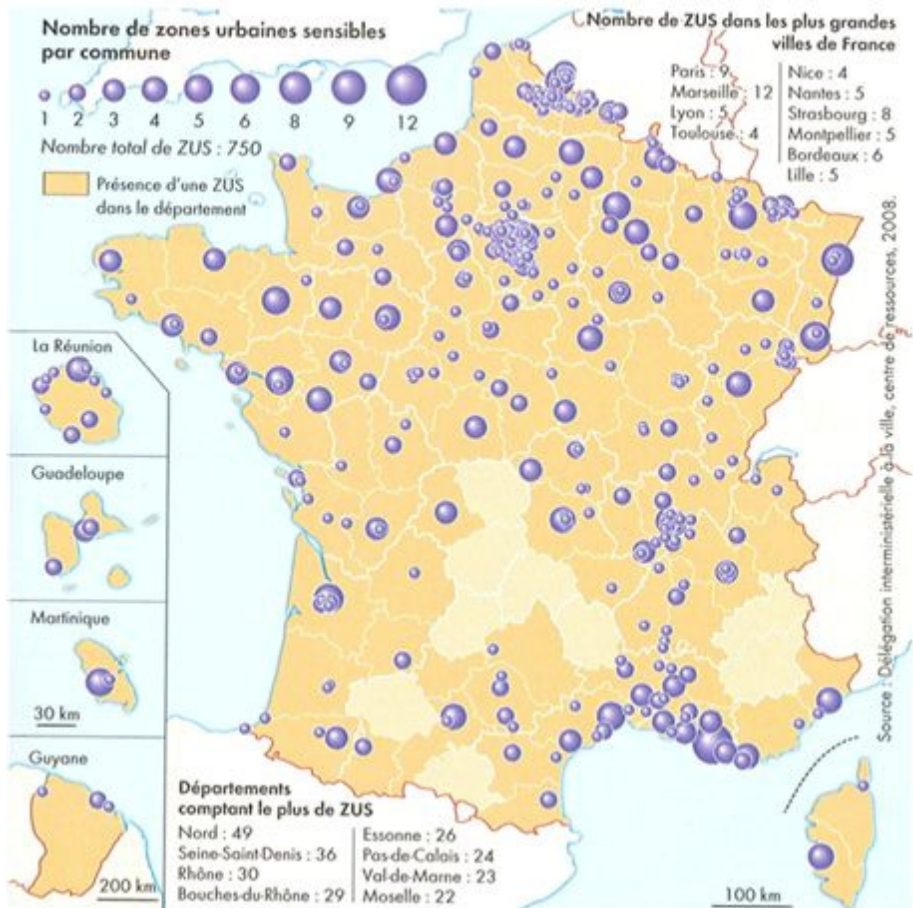 Nombre de zones urbaines sensibles
par commune
1 2 3 4 5 6 8 9 12
Nombre total de ZUS : 750
Présence d'une ZUS
dans le département
Nombre de ZUS dans les plus grandes
villes de France
Paris : 9
Marseille : 12
Lyon : 5
Toulouse : 4
Nice : 4
Nantes : 5
Strasbourg : 8
Montpellier : 5
Bordeaux : 6
Lille : 5
La Réunion
Guadeloupe
Martinique
30 km
Guyane
200 km
Départements
comptant le plus de ZUS
Nord : 49
Seine-Saint-Denis : 36
Rhône : 30
Bouches-du-Rhône : 29
Essonne : 26
Pas-de-Calais : 24
Val-de-Marne : 23
Moselle : 22
100 km
Source : Délégation interministérielle à la ville, centre de ressources, 2008.